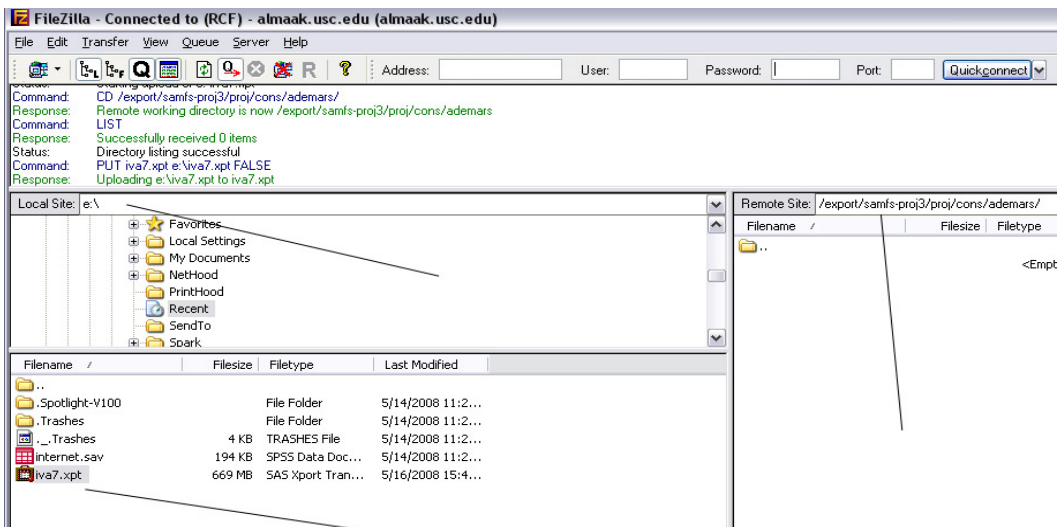 FileZilla - Connected to (RCF) - almaak.usc.edu (almaak.usc.edu)
File Edit Transfer View Queue Server Help
Address: User: Password: Port: Quickconnect
Command: CD /export/samfs-proj3/proj/cons/ademars/
Response: Remote working directory is now /export/samfs-proj3/proj/cons/ademars
Command: LIST
Response: Successfully received 0 items
Status: Directory listing successful
Command: PUT iva7.xpt e:\iva7.xpt FALSE
Response: Uploading e:\iva7.xpt to iva7.xpt
Local Site: e:\
Favorites
Local Settings
My Documents
NetHood
PrintHood
Recent
SendTo
Spark
Remote Site: /export/samfs-proj3/proj/cons/ademars/
Filename / Filesize Filetype
..
<Empt
Filename / Filesize Filetype Last Modified
..
.Spotlight-V100 File Folder 5/14/2008 11:2...
.Trashes File Folder 5/14/2008 11:2...
._.Trashes 4 KB TRASHES File 5/14/2008 11:2...
internet.sav 194 KB SPSS Data Doc... 5/14/2008 11:2...
iva7.xpt 669 MB SAS Xport Tran... 5/16/2008 15:4...